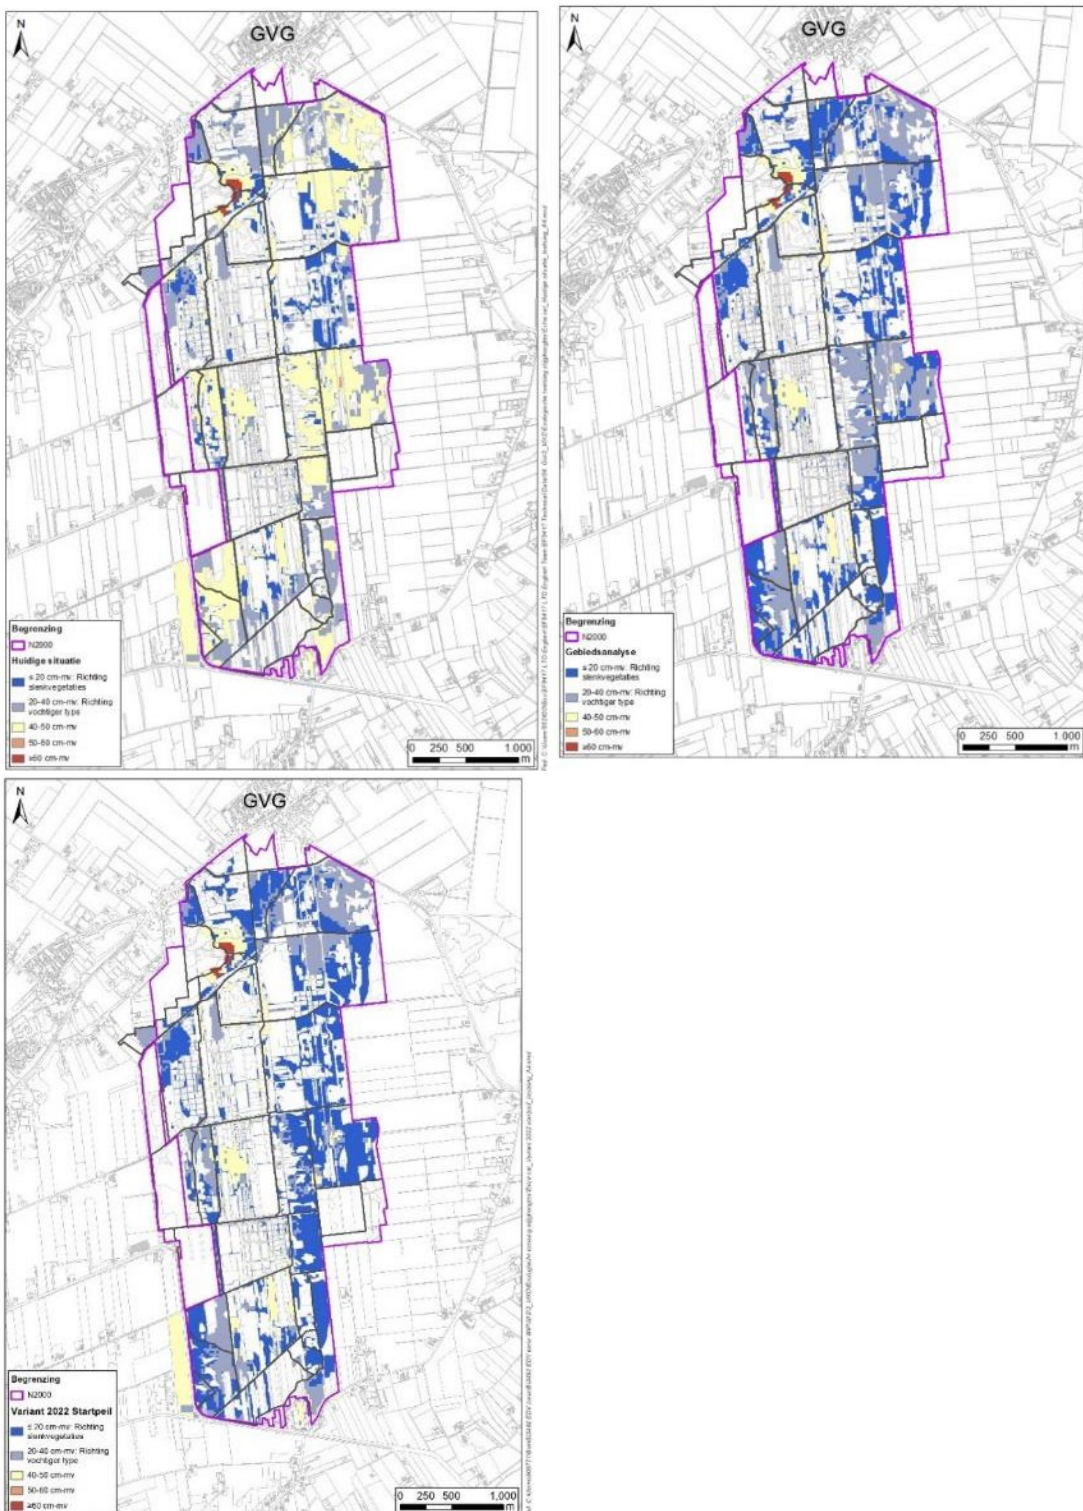 N
GVG
Begrenzing
N2000
Huidige situatie
≤ 20 cm-mv: Richting
slenkvegetaties
20-40 cm-mv: Richting
vochtiger type
40-50 cm-mv
50-60 cm-mv
≥60 cm-mv
0 250 500 1.000
m
N
GVG
Begrenzing
N2000
Gebiedsanalyse
≤ 20 cm-mv: Richting
slenkvegetaties
20-40 cm-mv: Richting
vochtiger type
40-50 cm-mv
50-60 cm-mv
≥60 cm-mv
0 250 500 1.000
m
N
GVG
Begrenzing
N2000
Variant 2022 Startpeil
≤ 20 cm-mv: Richting
slenkvegetaties
20-40 cm-mv: Richting
vochtiger type
40-50 cm-mv
50-60 cm-mv
≥60 cm-mv
0 250 500 1.000
m